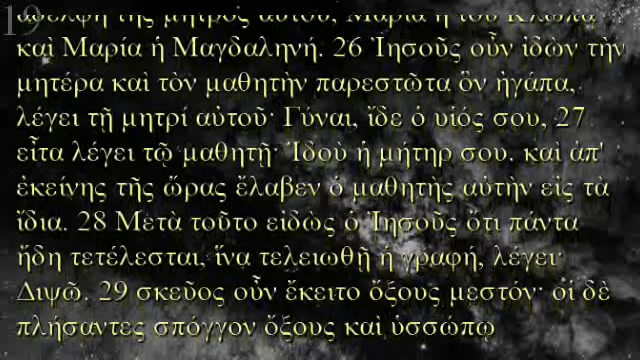 19
ἀδελφὴ τῆς μητρὸς αὐτοῦ, Μαρία ἡ τοῦ Κλωπᾶ
καὶ Μαρία ἡ Μαγδαληνή. 26 Ἰησοῦς οὖν ἰδὼν τὴν
μητέρα καὶ τὸν μαθητὴν παρεστῶτα ὃν ἠγάπα,
λέγει τῇ μητρί αὐτοῦ· Γύναι, ἴδε ὁ υἱός σου, 27
εἶτα λέγει τῷ μαθητῇ· Ἰδοὺ ἡ μήτηρ σου. καὶ ἀπ'
ἐκείνης τῆς ὥρας ἔλαβεν ὁ μαθητὴς αὐτὴν εἰς τὰ
ἴδια. 28 Μετὰ τοῦτο εἰδὼς ὁ Ἰησοῦς ὅτι πάντα
ἤδη τετέλεσται, ἵνα τελειωθῇ ἡ γραφή, λέγει·
Διψῶ. 29 σκεῦος οὖν ἔκειτο ὄξους μεστόν· οἱ δὲ
πλήσαντες σπόγγον ὄξους καὶ ὑσσώπῳ